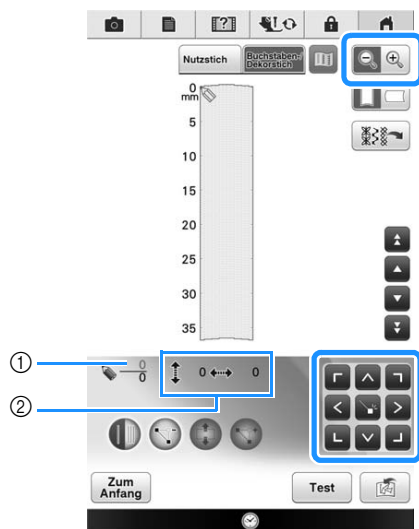 Nutzstich
Buchstaben-
Dekorstich
0
mm
5
10
15
20
25
30
35
①
0
0
0
0
②
Zum
Anfang
Test